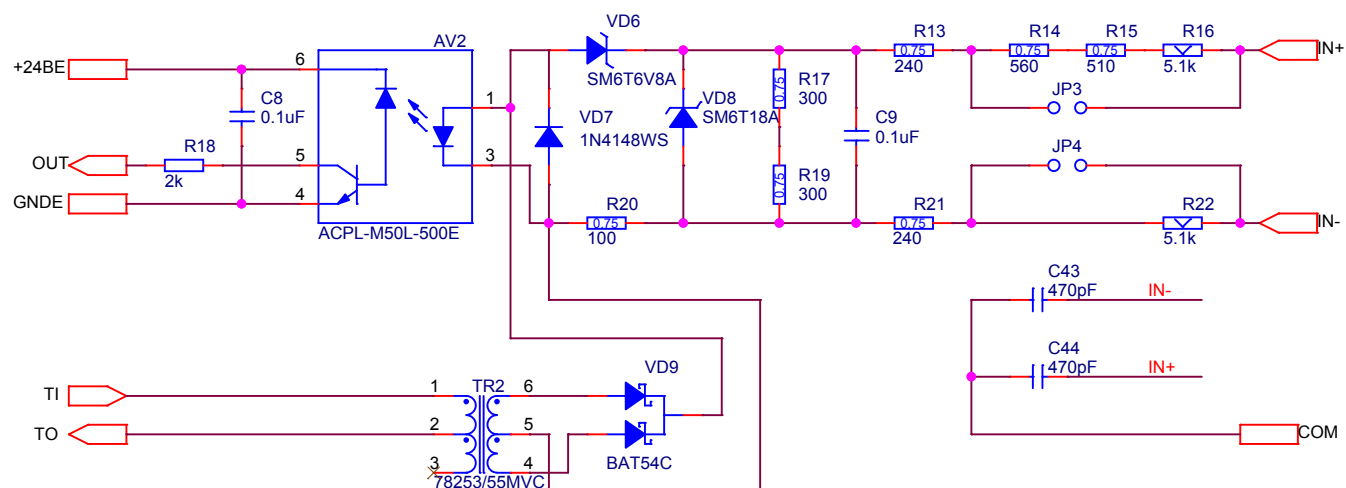 VD6
R13
R14
R15
R16
AV2
+24BE
6
0.75
0.75
0.75
IN+
SM6T6V8A
240
560
510
5.1k
R17
0.75
300
C8
0.1uF
1
VD7
1N4148WS
VD8
SM6T18A
C9
0.1uF
JP3
JP4
OUT
R18
2k
5
3
R19
0.75
300
GNDE
4
R20
0.75
100
R21
0.75
240
R22
5.1k
IN-
ACPL-M50L-500E
C43
470pF
IN-
C44
470pF
IN+
VD9
TI
1
TR2
6
TO
2
5
COM
3
4
BAT54C
78253/55MVC